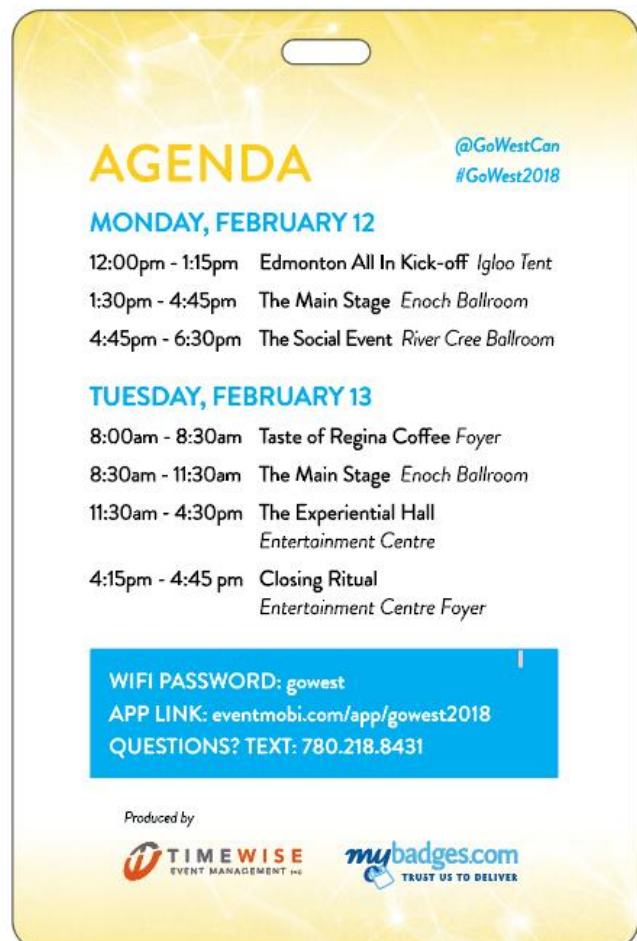 AGENDA
@GoWestCan
#GoWest2018
MONDAY, FEBRUARY 12
12:00pm - 1:15pm Edmonton All In Kick-off Igloo Tent
1:30pm - 4:45pm The Main Stage Enoch Ballroom
4:45pm - 6:30pm The Social Event River Cree Ballroom
TUESDAY, FEBRUARY 13
8:00am - 8:30am Taste of Regina Coffee Foyer
8:30am - 11:30am The Main Stage Enoch Ballroom
11:30am - 4:30pm The Experiential Hall
Entertainment Centre
4:15pm - 4:45 pm Closing Ritual
Entertainment Centre Foyer
WIFI PASSWORD: gowest
APP LINK: eventmobi.com/app/gowest2018
QUESTIONS? TEXT: 780.218.8431
Produced by
TIMEWISE
EVENT MANAGEMENT INC
mybadges.com
TRUST US TO DELIVER